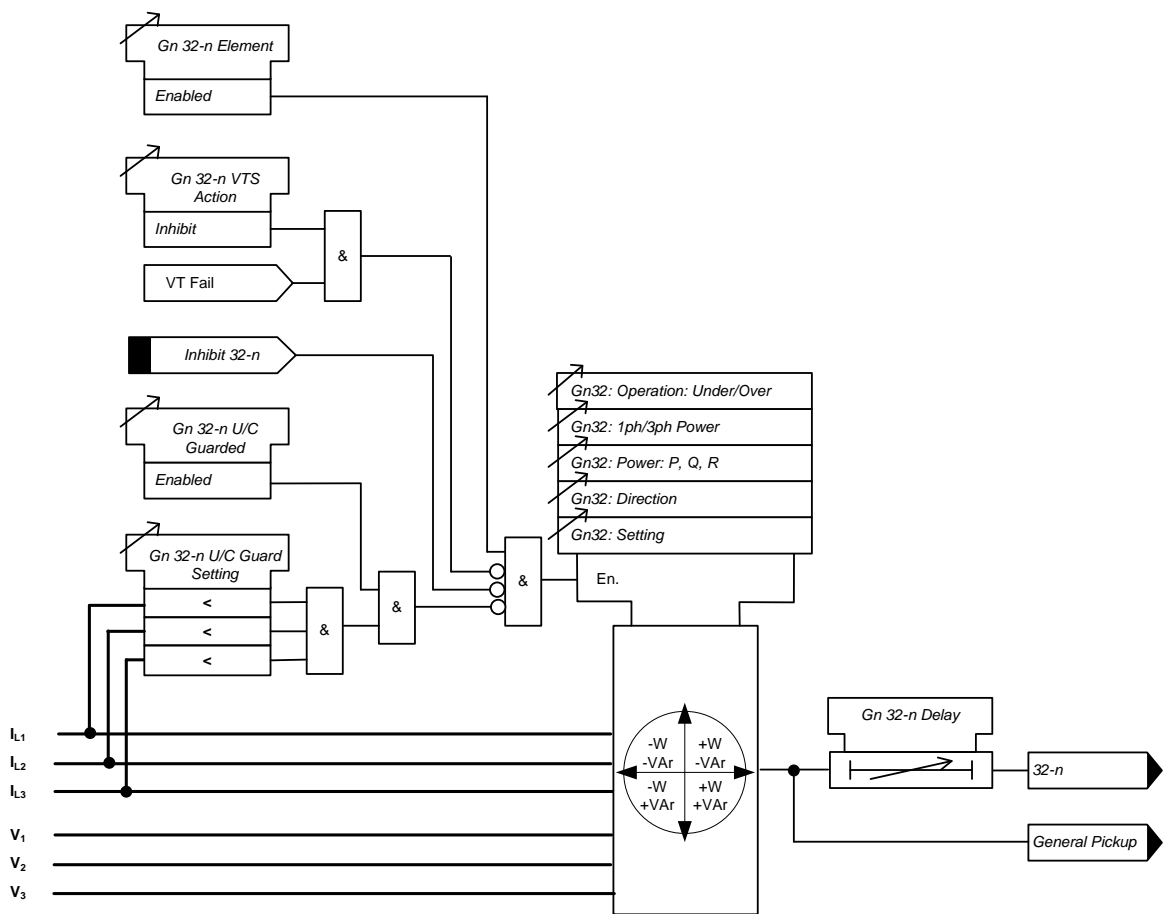 Gn 32-n Element
Enabled
Gn 32-n VTS
Action
Inhibit
&
VT Fail
Inhibit 32-n
Gn 32-n U/C
Guarded
Enabled
Gn 32-n U/C Guard
Setting
<
<
<
&
&
&
Gn32: Operation: Under/Over
Gn32: 1ph/3ph Power
Gn32: Power: P, Q, R
Gn32: Direction
Gn32: Setting
En.
IL1
IL2
IL3
V1
V2
V3
-W
-VAr
+W
-VAr
-W
+VAr
+W
+VAr
Gn 32-n Delay
32-n
General Pickup